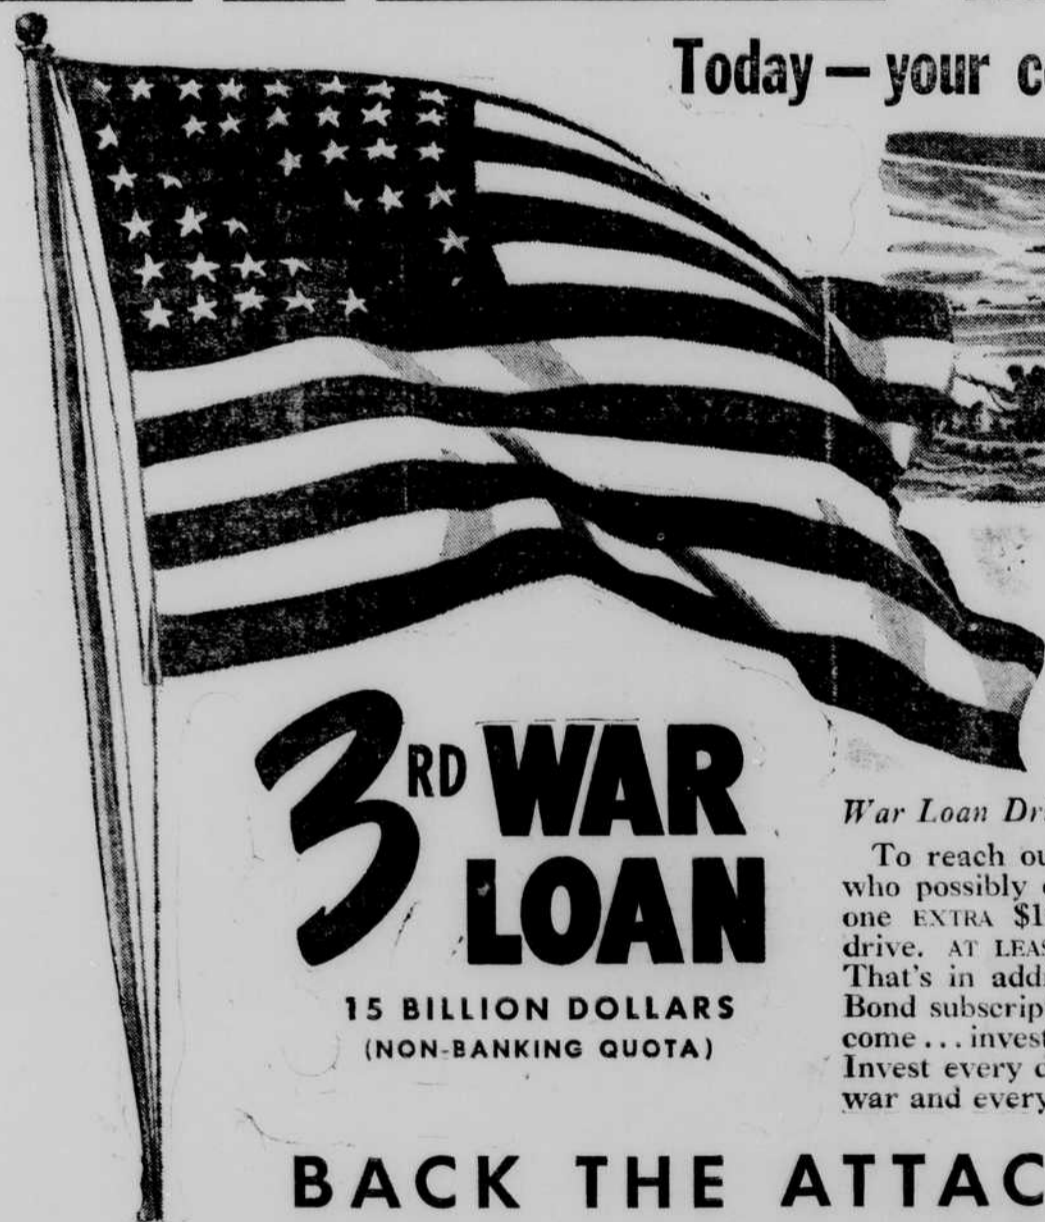 Today — your
3RD WAR
LOAN
15 BILLION DOLLARS
(NON-BANKING QUOTA)
War Loan
To reach
who possibly
one EXTRA
drive. AT
That's in
Bond
come... invest
Invest every
war and every
BACK THE